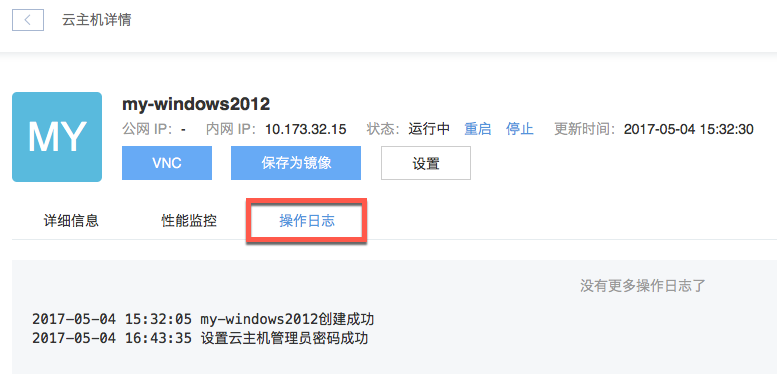 云主机详情
MY
my-windows2012
公网 IP: - 内网 IP: 10.173.32.15 状态: 运行中 重启 停止 更新时间: 2017-05-04 15:32:30
VNC 保存为镜像 设置
详细信息 性能监控 操作日志
没有更多操作日志了
2017-05-04 15:32:05 my-windows2012创建成功
2017-05-04 16:43:35 设置云主机管理员密码成功